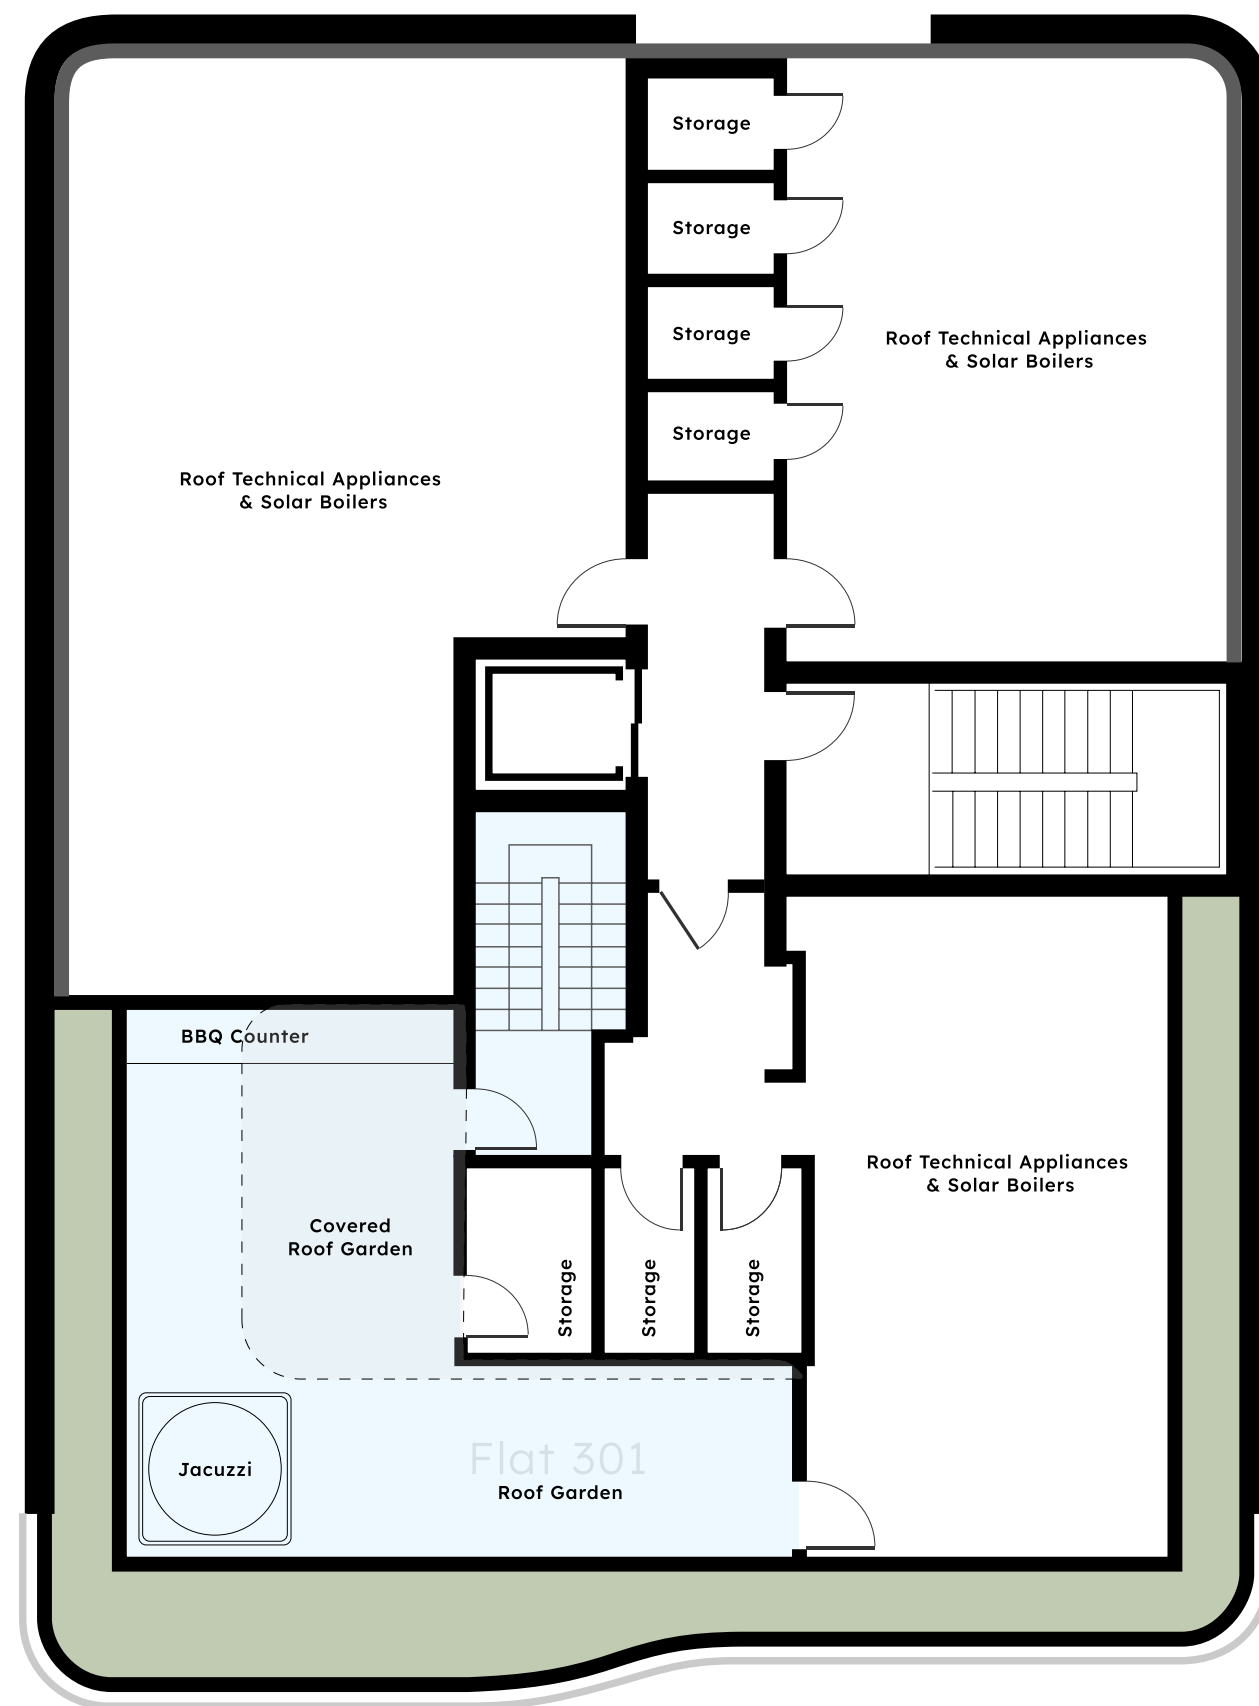 Storage
Storage
Storage
Storage
Roof Technical Appliances
& Solar Boilers
Roof Technical Appliances
& Solar Boilers
BBQ Counter
Covered
Roof Garden
Storage
Storage
Storage
Roof Technical Appliances
& Solar Boilers
Jacuzzi
Flat 301
Roof Garden